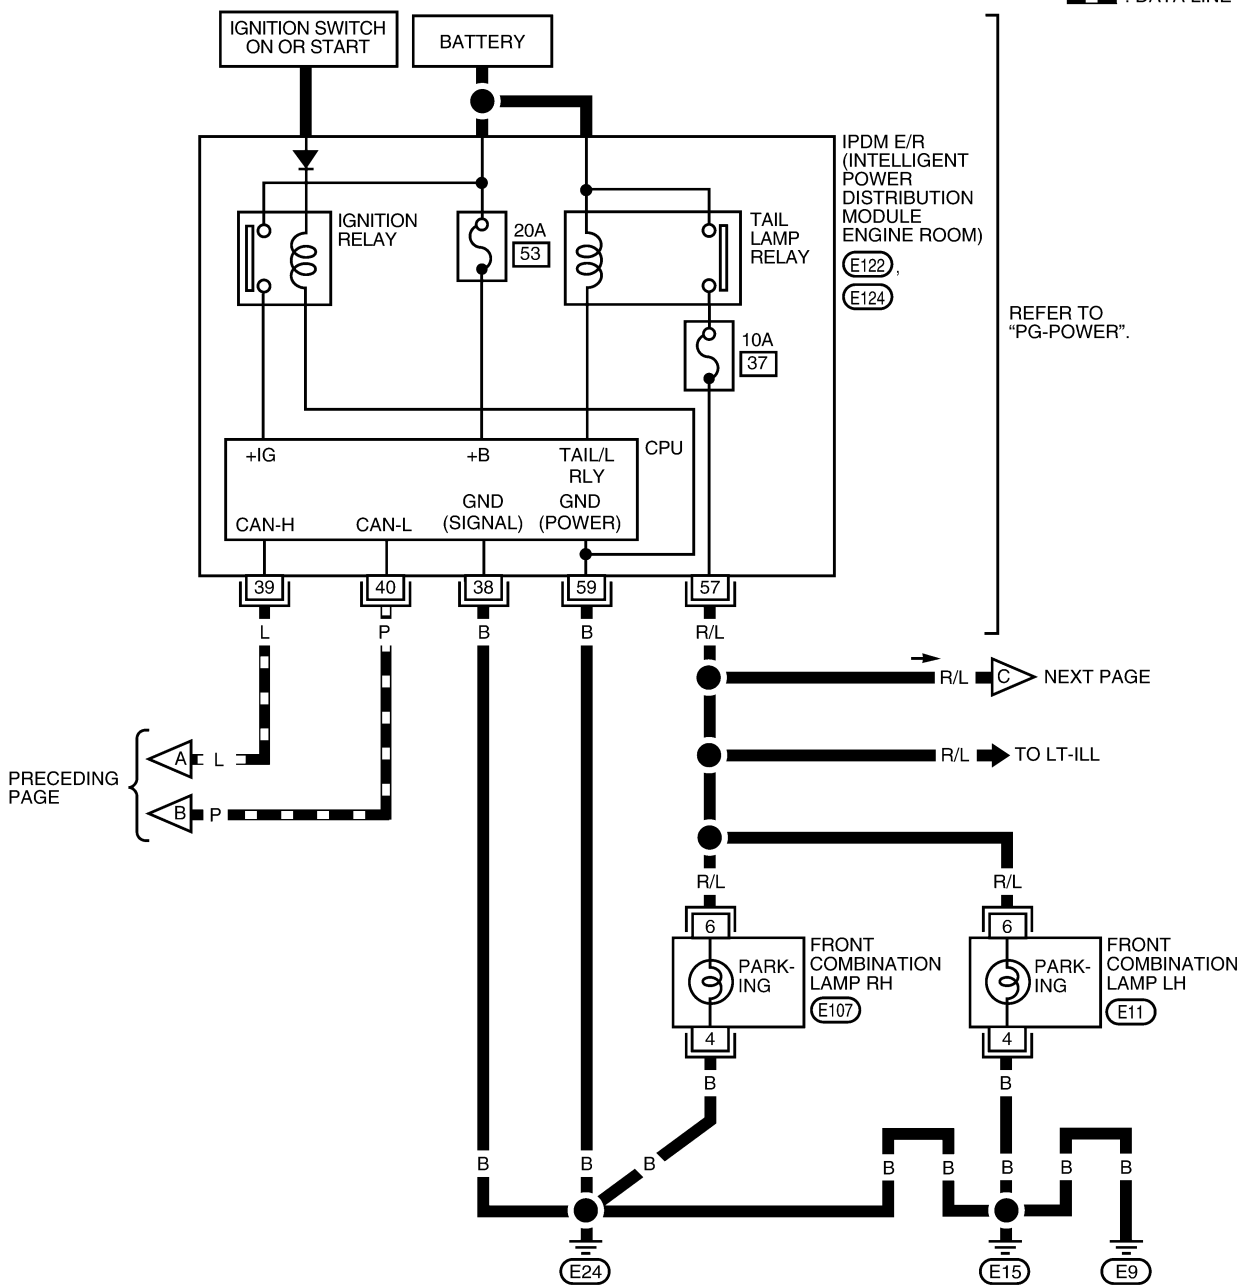 : DATA LINE
IGNITION SWITCH
ON OR START
BATTERY
IPDM E/R
(INTELLIGENT
POWER
DISTRIBUTION
MODULE
ENGINE ROOM)
E122 ,
E124
IGNITION
RELAY
20A
53
TAIL
LAMP
RELAY
10A
37
REFER TO
“PG-POWER”.
CPU
+IG
+B
TAIL/L
RLY
CAN-H
CAN-L
GND
(SIGNAL)
GND
(POWER)
39
40
38
59
57
L
P
B
B
R/L
R/L
C
NEXT PAGE
R/L
TO LT-ILL
PRECEDING
PAGE
A
L
B
P
R/L
R/L
6
6
PARK-
ING
FRONT
COMBINATION
LAMP RH
E107
PARK-
ING
FRONT
COMBINATION
LAMP LH
E11
4
4
B
B
B
B
B
B
B
B
B
B
E24
E15
E9